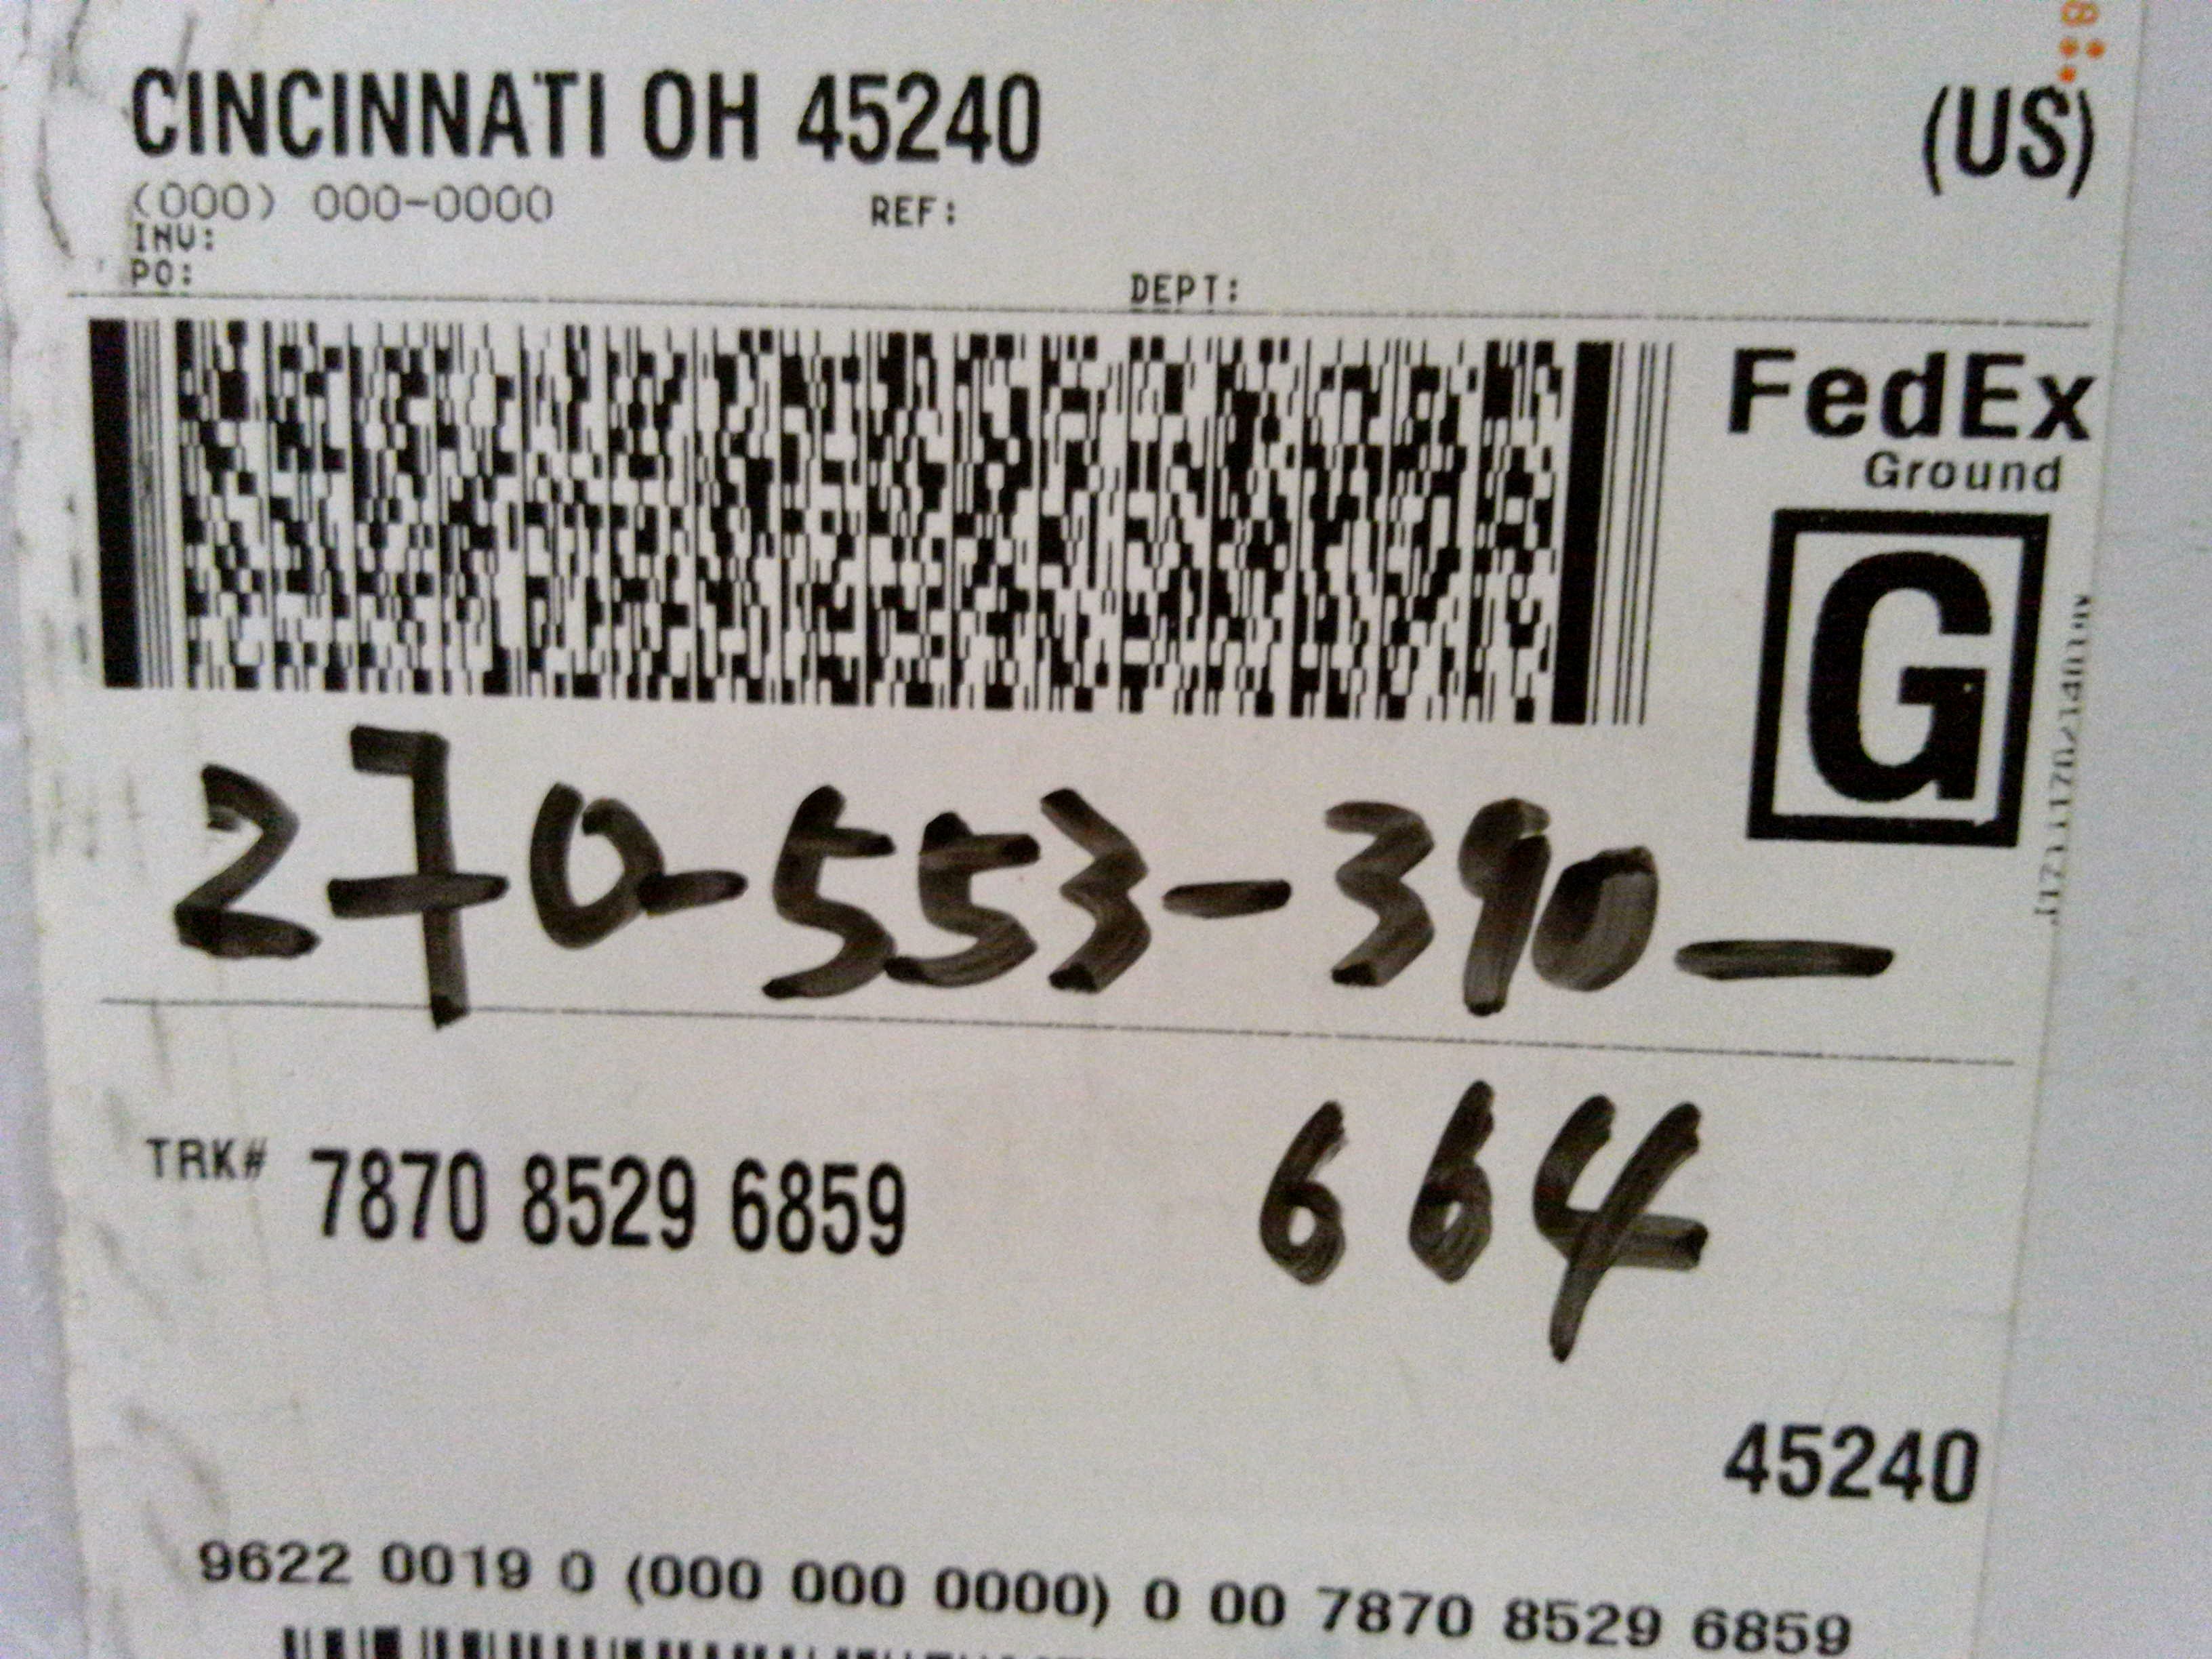 CINCINNATI OH 45240 (US)
(000) 000-0000 REF:
INV:
PO: DEPT:
FedEx
Ground
G
270-553-390-
664
TRK# 7870 8529 6859
45240
9622 0019 0 (000 000 0000) 0 00 7870 8529 6859